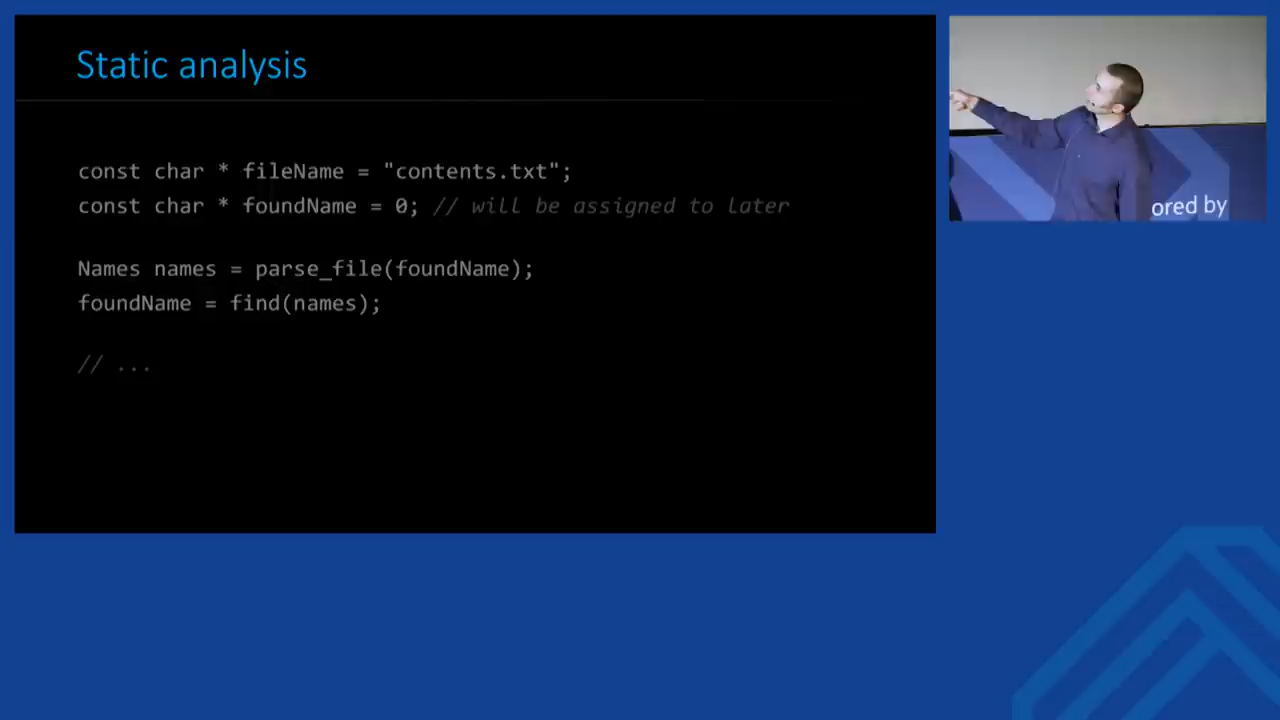 Static analysis
const char * fileName = "contents.txt";
const char * foundName = 0; // will be assigned to later
Names names = parse_file(foundName);
foundName = find(names);
// ...
ored by